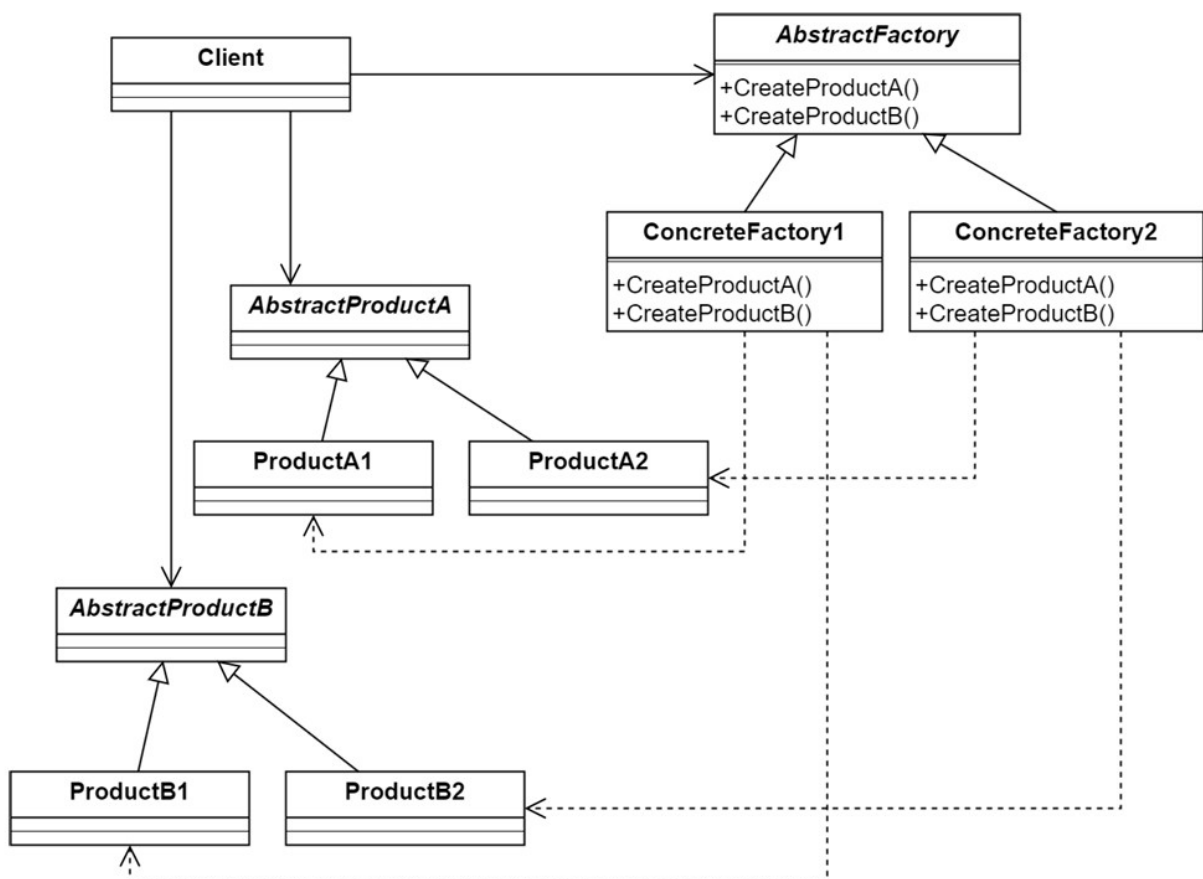 AbstractFactory
Client
+CreateProductA()
+CreateProductB()
ConcreteFactory1
ConcreteFactory2
+CreateProductA()
+CreateProductB()
+CreateProductA()
+CreateProductB()
AbstractProductA
ProductA1
ProductA2
AbstractProductB
ProductB1
ProductB2